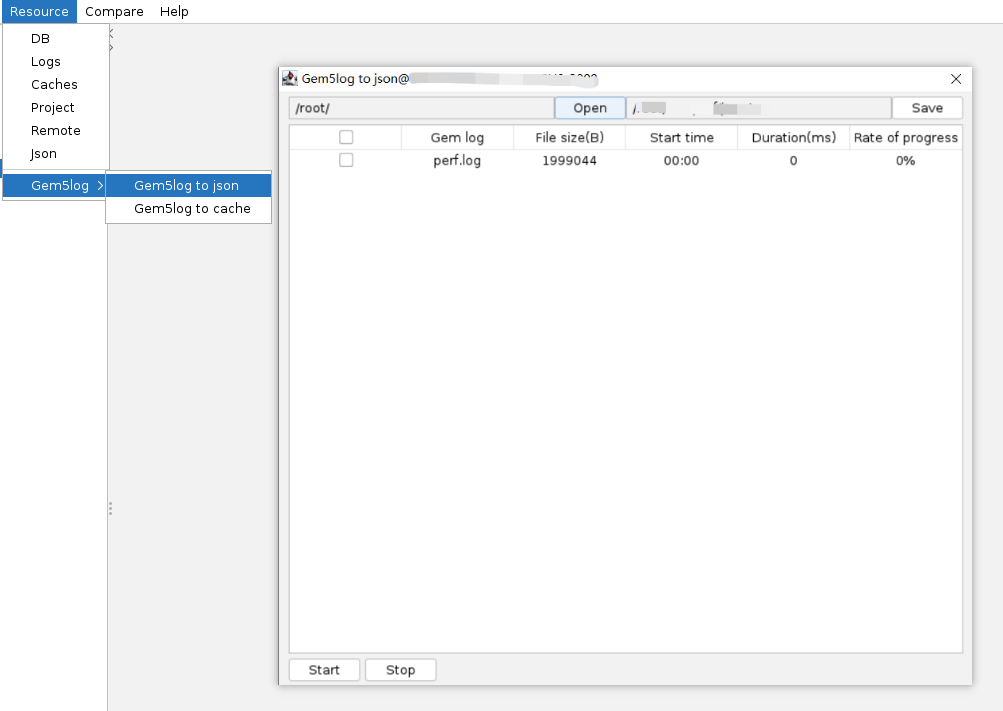 Resource Compare Help
DB
Logs
Caches
Project
Remote
Json
Gem5log >
Gem5log to json
Gem5log to cache
Gem5log to json@
/root/ Open Save
Gem log File size(B) Start time Duration(ms) Rate of progress
perf.log 1999044 00:00 0 0%
Start Stop